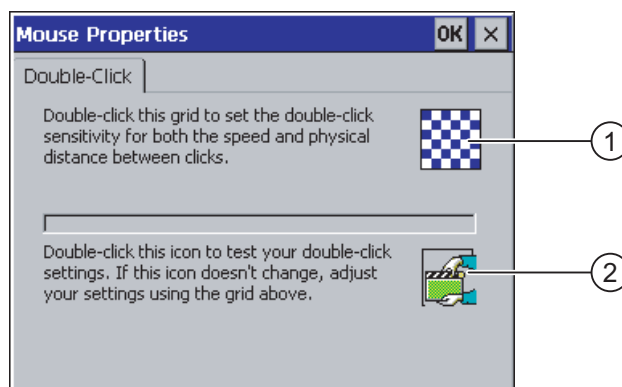 Mouse Properties OK ×
Double-Click
Double-click this grid to set the double-click
sensitivity for both the speed and physical
distance between clicks.
1
Double-click this icon to test your double-click
settings. If this icon doesn't change, adjust
your settings using the grid above.
2